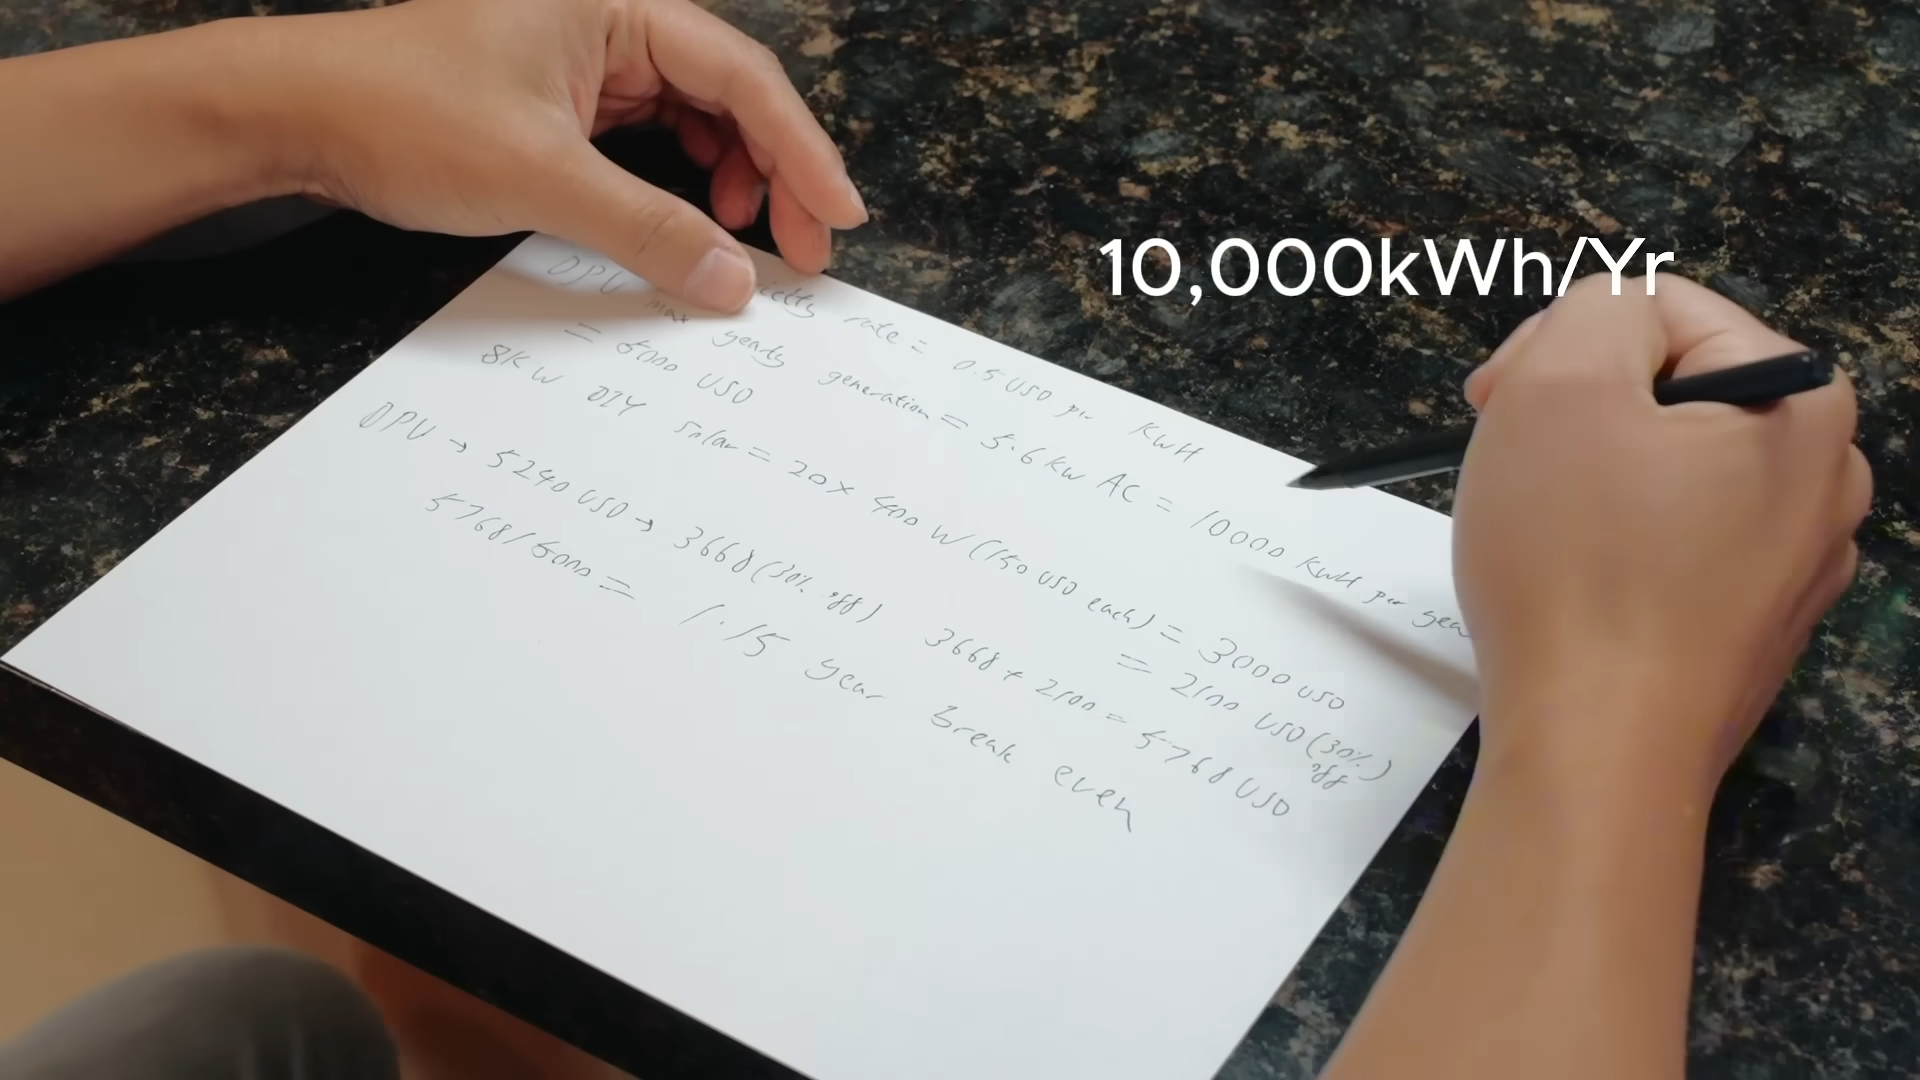 10,000kWh/Yr
rate = 0.5 USD per KWH
DPU max yearly generation = 5.6 KW AC = 10000 KWH per year
= 5000 USD
8KW DIY Solar = 20 x 400 W (150 USD each) = 3000 USD
= 2100 USD (30% off)
DPU → 5240 USD → 3668 (30% off) 3668 + 2100 = 5768 USD
5768/5000 = 1.15 year break even